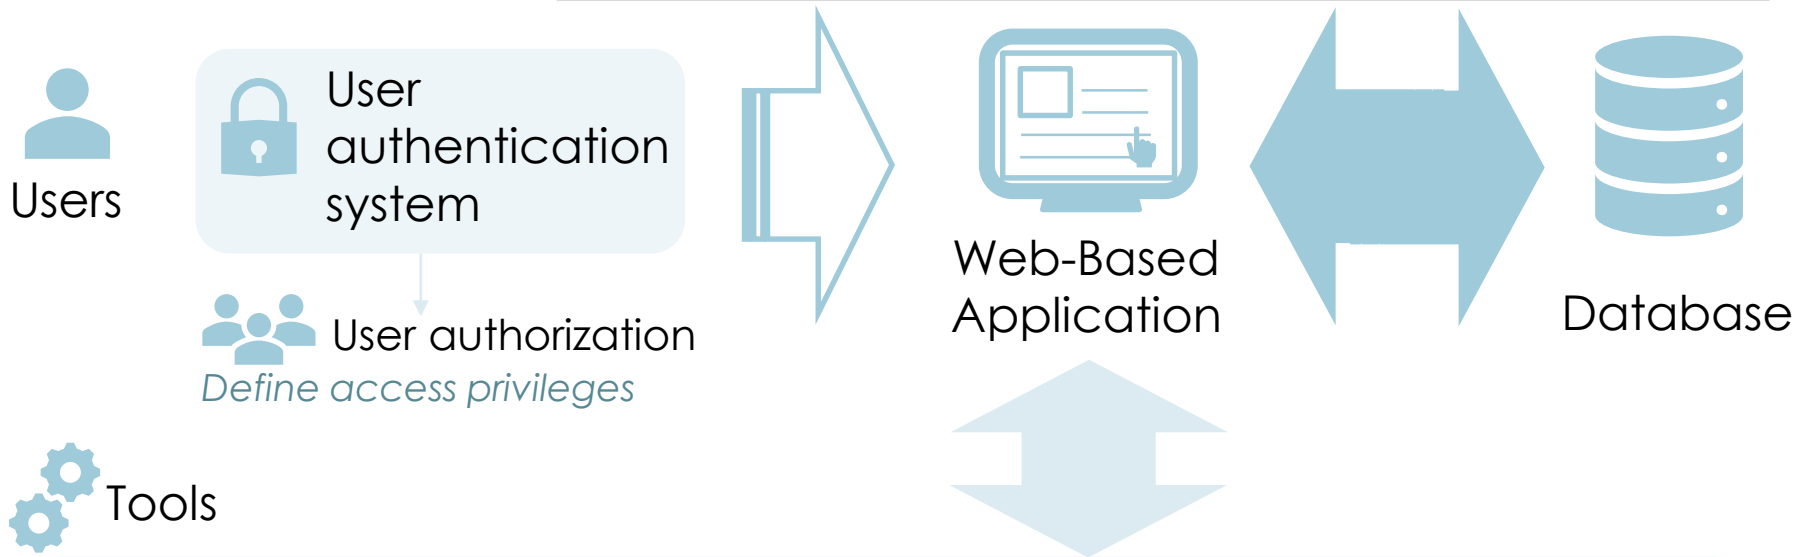 Users
User
authentication
system
User authorization
Define access privileges
Web-Based
Application
Database
Tools